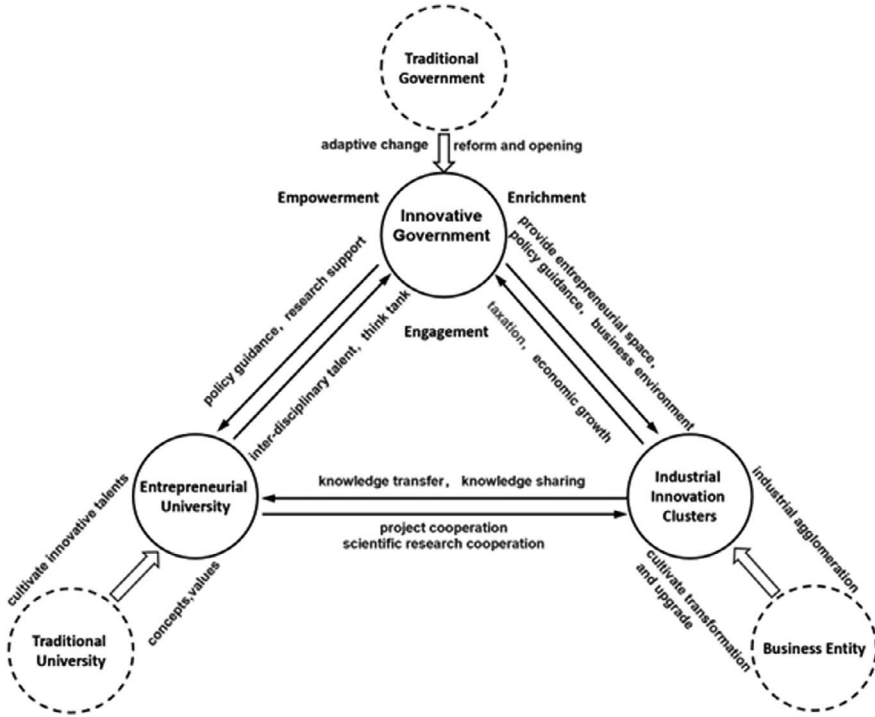 Traditional
Government
adaptive change
reform and opening
Empowerment
Enrichment
Innovative
Government
policy guidance，research support
inter-disciplinary talent，think tank
Engagement
taxation，economic growth
provide entrepreneurial space，
policy guidance，business environment
Entrepreneurial
University
knowledge transfer，knowledge sharing
project cooperation
scientific research cooperation
Industrial
Innovation
Clusters
cultivate innovative talents
concepts,values
Traditional
University
industrial agglomeration
cultivate transformation
and upgrade
Business Entity